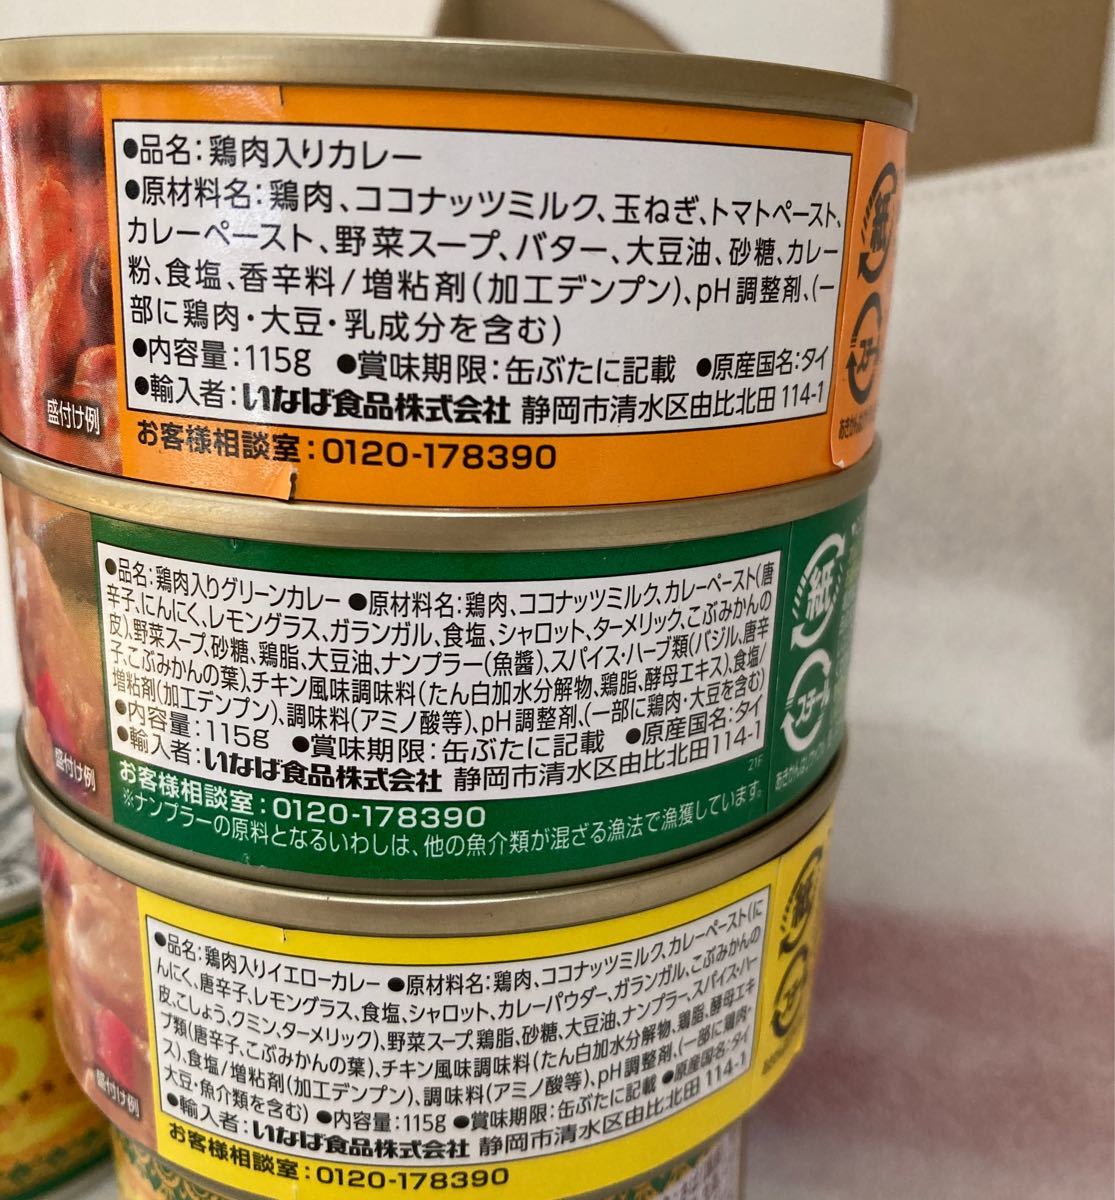 ●品名：鶏肉入りカレー
●原材料名：鶏肉、ココナッツミルク、玉ねぎ、トマトペースト、
カレーペースト、野菜スープ、バター、大豆油、砂糖、カレー
粉、食塩、香辛料/増粘剤(加工デンプン)、pH調整剤、(一
部に鶏肉・大豆・乳成分を含む)
●内容量：115g ●賞味期限：缶ぶたに記載 ●原産国名：タイ
●輸入者：いなば食品株式会社 静岡市清水区由比北田114-1
お客様相談室：0120-178390
盛付け例
紙
スチール
●品名：鶏肉入りグリーンカレー ●原材料名：鶏肉、ココナッツミルク、カレーペースト(唐
辛子、にんにく、レモングラス、ガランガル、食塩、シャロット、ターメリック、こぶみかんの
皮)、野菜スープ、砂糖、鶏脂、大豆油、ナンプラー(魚醤)、スパイス・ハーブ類(バジル、唐辛
子、こぶみかんの葉)、チキン風味調味料(たん白加水分解物、鶏脂、酵母エキス)、食塩/
増粘剤(加工デンプン)、調味料(アミノ酸等)、pH調整剤、(一部に鶏肉・大豆を含む)
●内容量：115g ●賞味期限：缶ぶたに記載 ●原産国名：タイ
●輸入者：いなば食品株式会社 静岡市清水区由比北田114-1
21F
お客様相談室：0120-178390
※ナンプラーの原料となるいわしは、他の魚介類が混ざる漁法で漁獲しています。
盛付け例
紙
スチール
●品名：鶏肉入りイエローカレー ●原材料名：鶏肉、ココナッツミルク、カレーペースト(に
んにく、唐辛子、レモングラス、食塩、シャロット、カレーパウダー、ガランガル、こぶみかんの
皮、こしょう、クミン、ターメリック)、野菜スープ、鶏脂、砂糖、大豆油、ナンプラー、スパイス・ハー
ブ類(唐辛子、こぶみかんの葉)、チキン風味調味料(たん白加水分解物、鶏脂、酵母エキ
ス)、食塩/増粘剤(加工デンプン)、調味料(アミノ酸等)、pH調整剤、(一部に鶏肉・
大豆・魚介類を含む) ●内容量：115g ●賞味期限：缶ぶたに記載 ●原産国名：タイ
●輸入者：いなば食品株式会社 静岡市清水区由比北田114-1
お客様相談室：0120-178390
盛付け例
紙
スチール